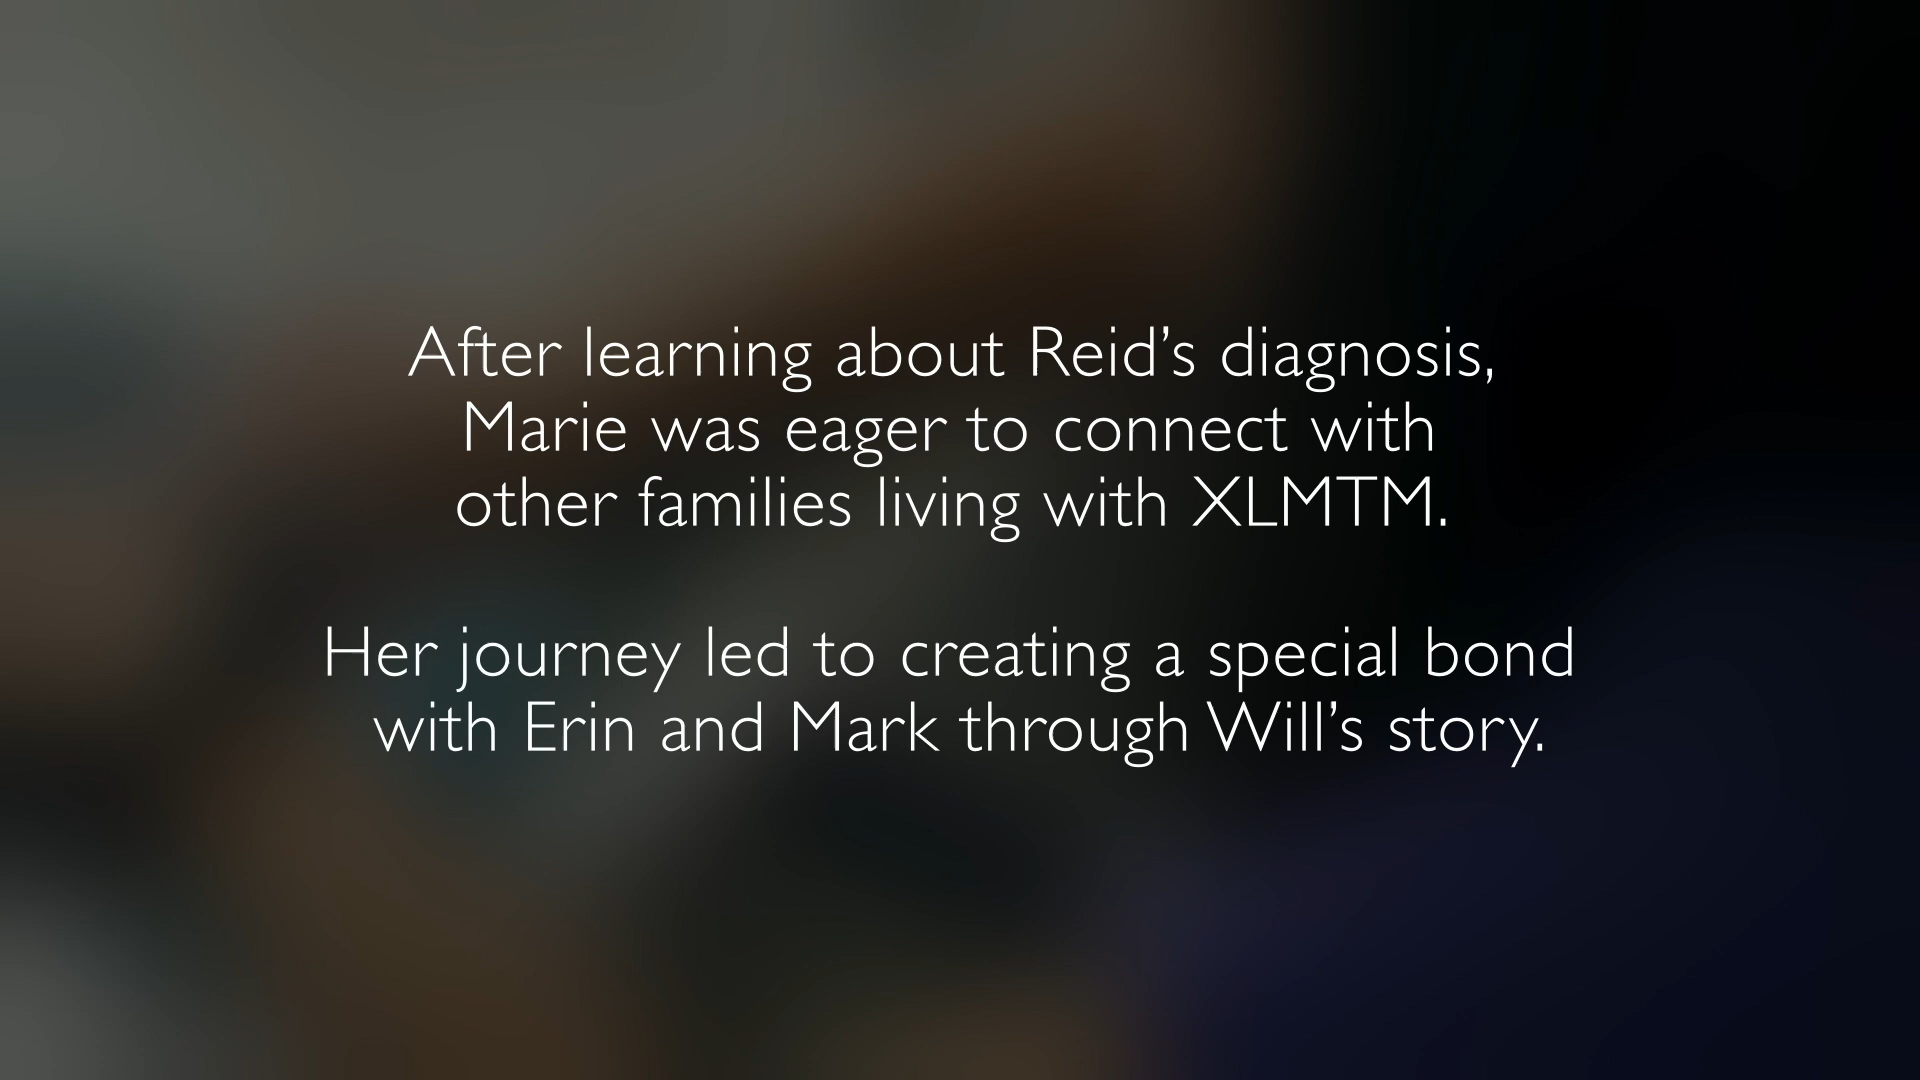 After learning about Reid’s diagnosis,
Marie was eager to connect with
other families living with XLMTM.
Her journey led to creating a special bond
with Erin and Mark through Will’s story.